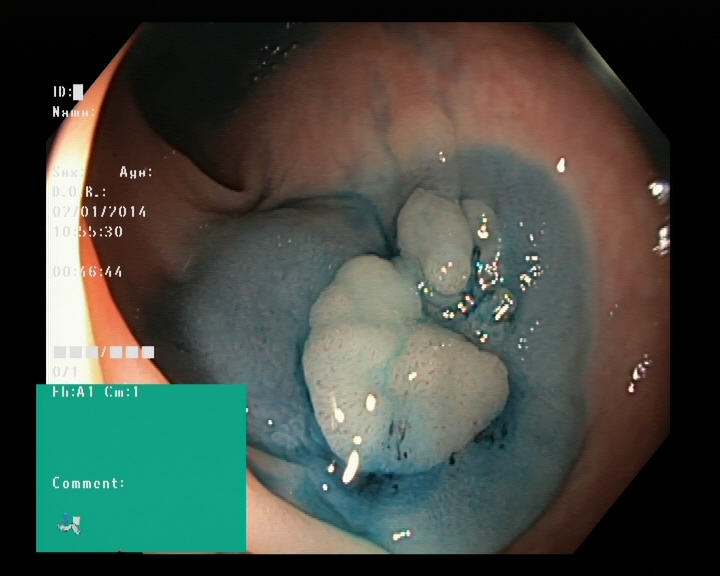 ID:
Name:
Sex: Age:
D.O.B.:
02/01/2014
10:55:30
00:46:44
0/1
Eh:A1 Cm:1
Comment: